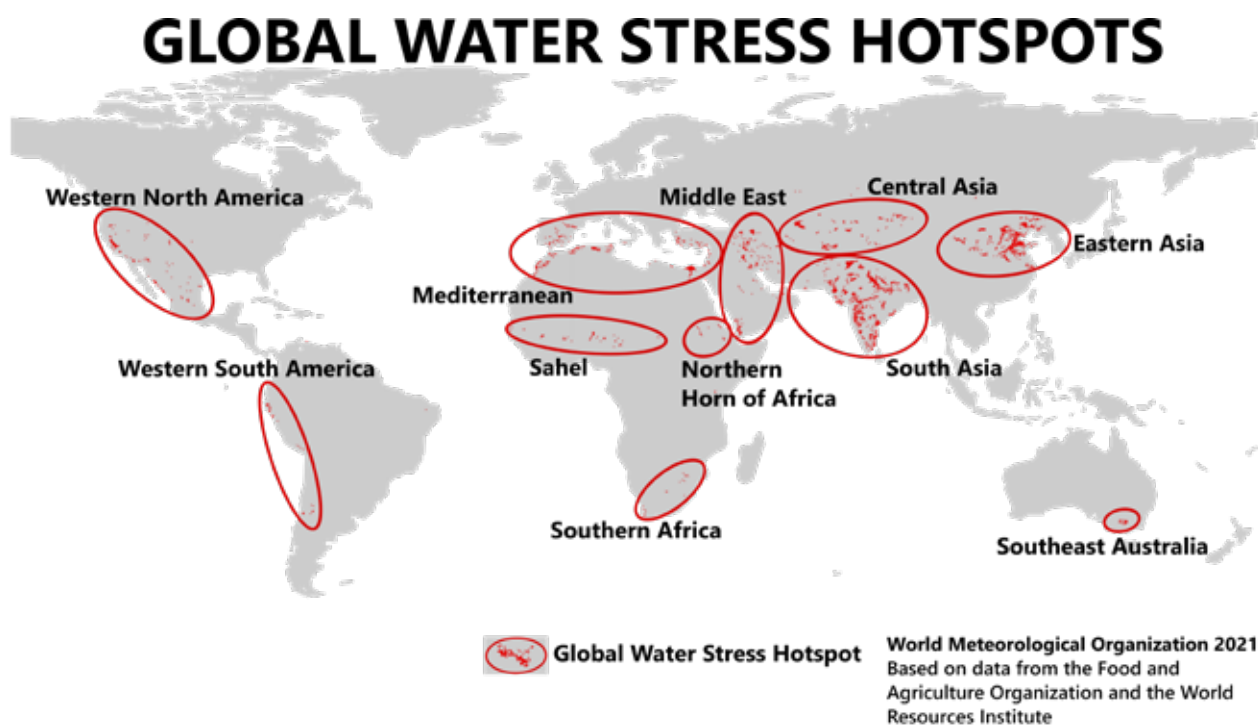 GLOBAL WATER STRESS HOTSPOTS
Western North America
Middle East
Central Asia
Eastern Asia
Mediterranean
Western South America
Sahel
Northern
Horn of Africa
South Asia
Southern Africa
Southeast Australia
Global Water Stress Hotspot
World Meteorological Organization 2021
Based on data from the Food and
Agriculture Organization and the World
Resources Institute